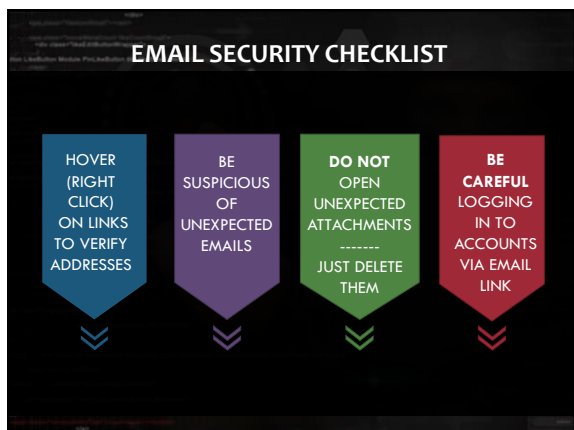 EMAIL SECURITY CHECKLIST
HOVER
(RIGHT
CLICK)
ON LINKS
TO VERIFY
ADDRESSES
BE
SUSPICIOUS
OF
UNEXPECTED
EMAILS
DO NOT
OPEN
UNEXPECTED
ATTACHMENTS
-------
JUST DELETE
THEM
BE
CAREFUL
LOGGING
IN TO
ACCOUNTS
VIA EMAIL
LINK